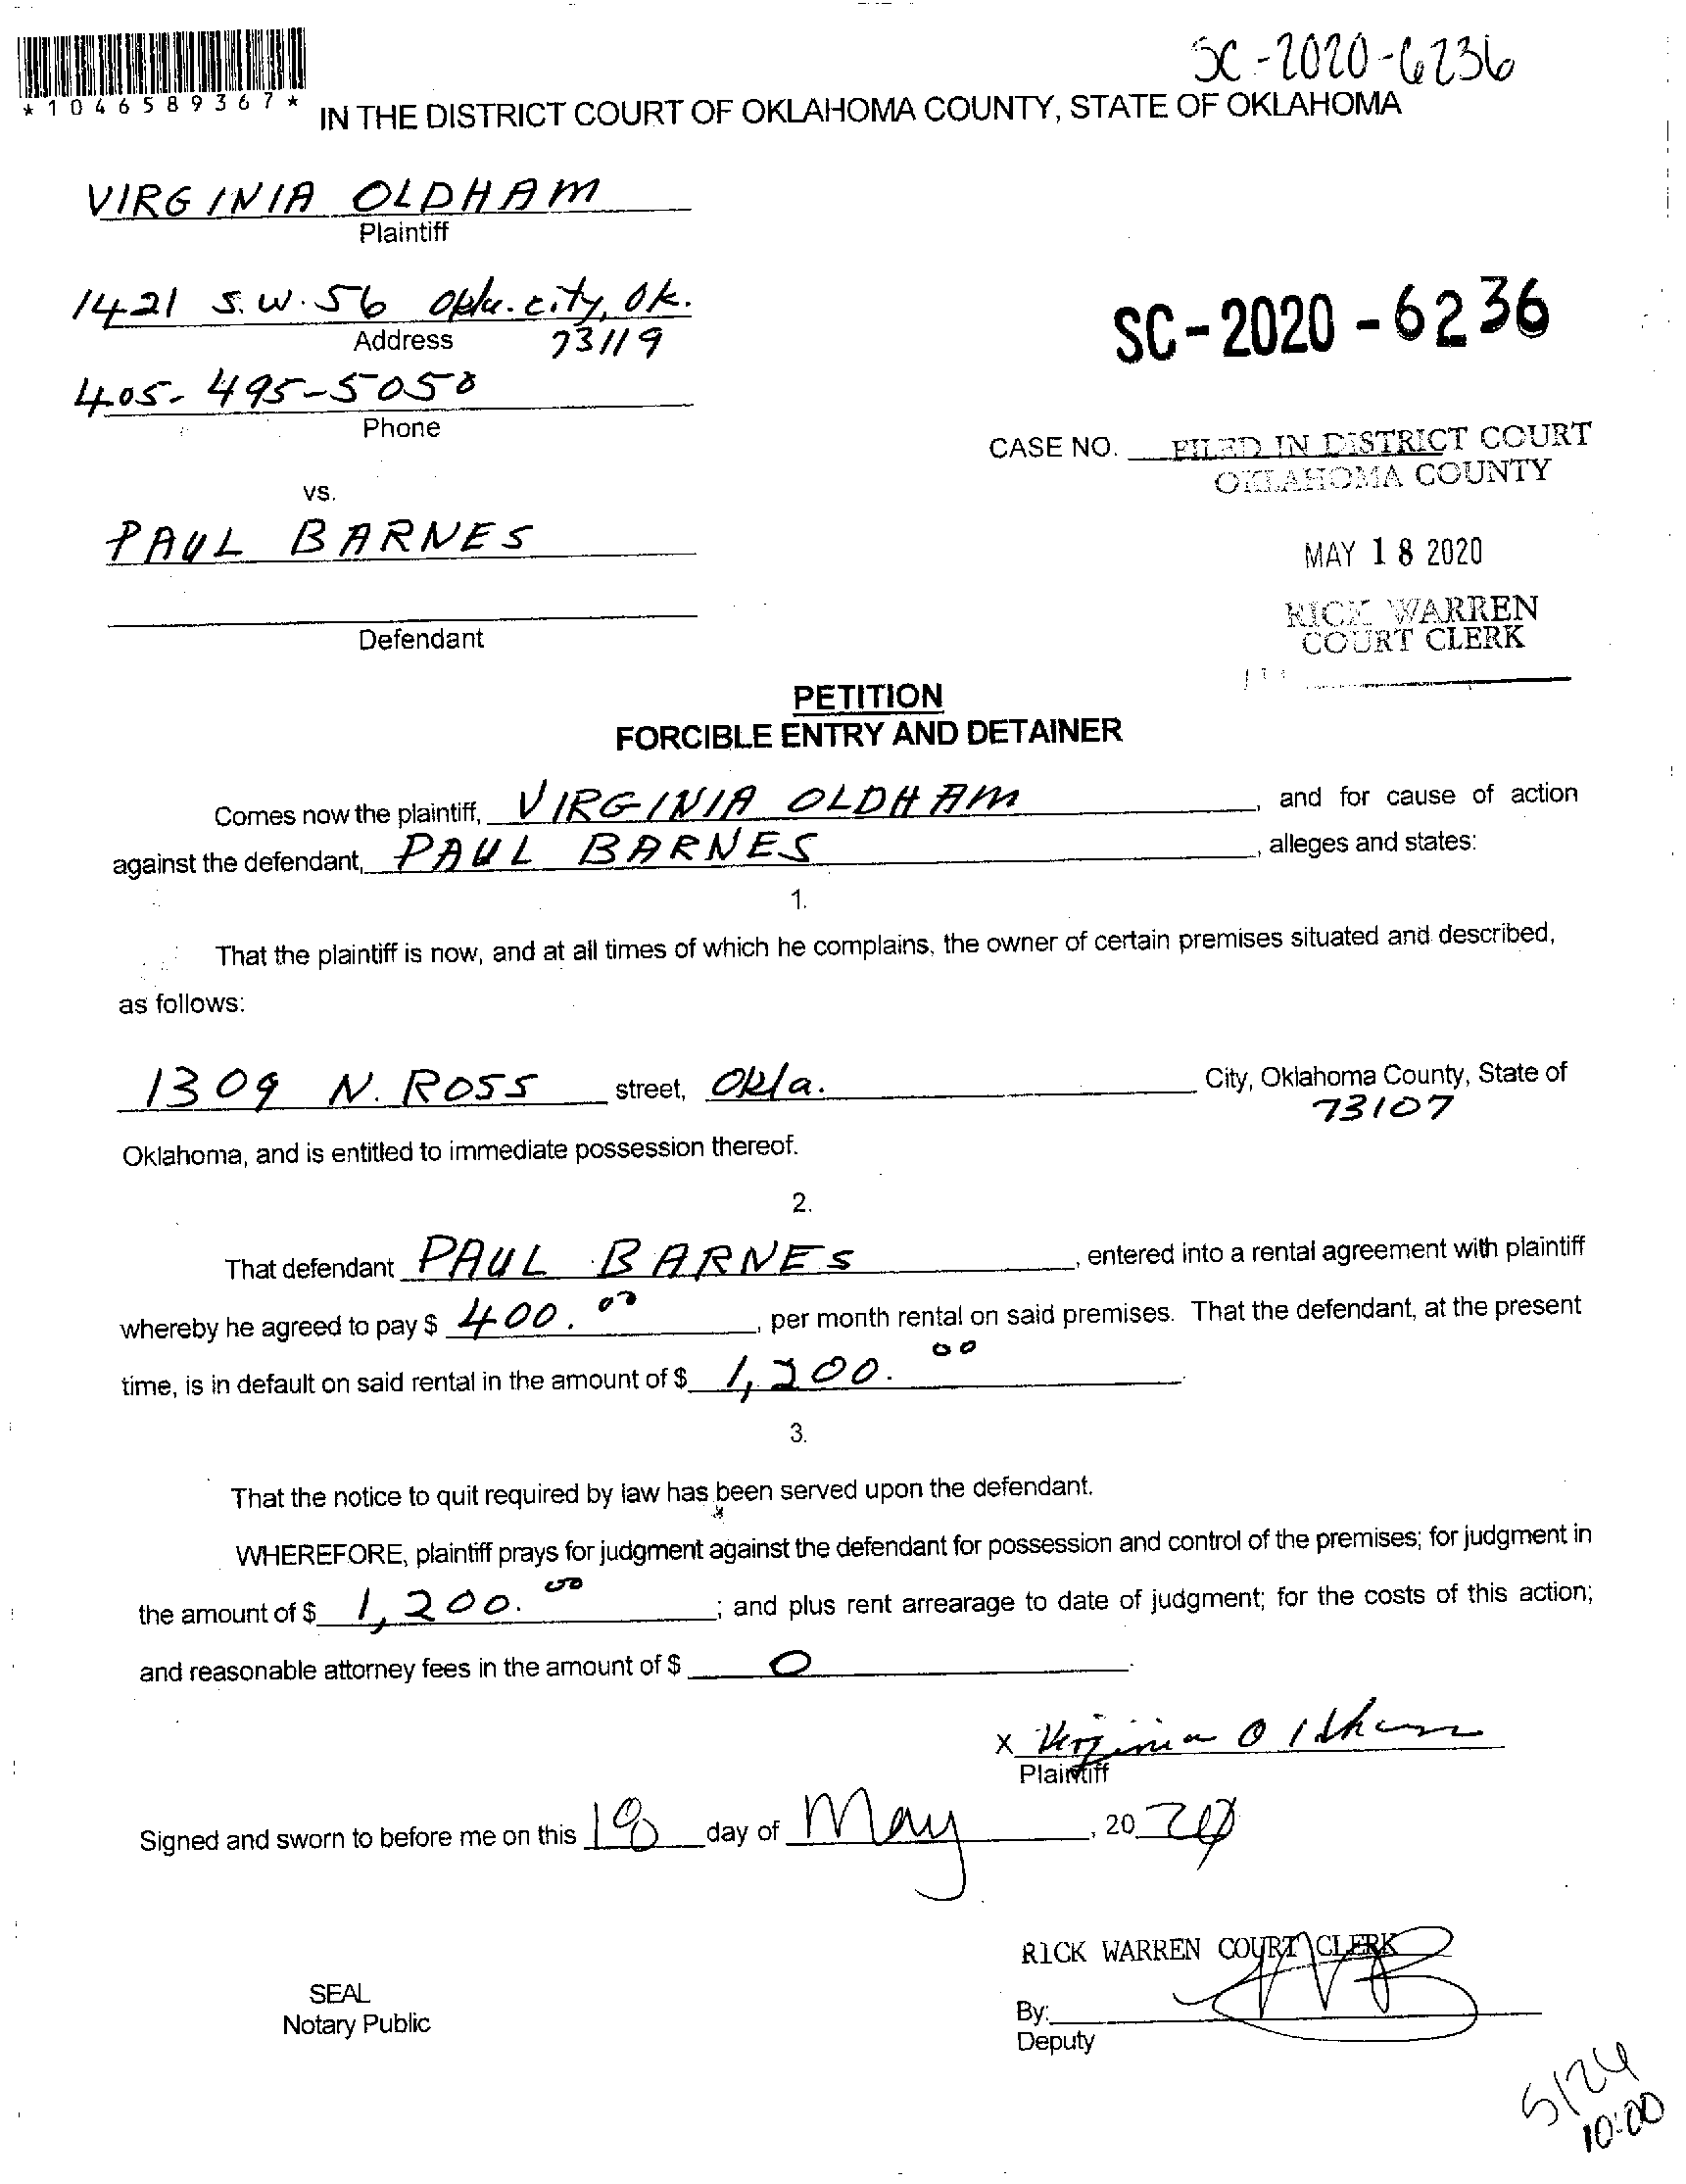 SC-2020-6236
*1046589367*
IN THE DISTRICT COURT OF OKLAHOMA COUNTY, STATE OF OKLAHOMA
VIRGINIA OLDHAM
Plaintiff
1421 S.W. 56 Okla. city, Ok.
Address 73119
SC-2020-6236
405-495-5050
Phone
CASE NO. FILED IN DISTRICT COURT
OKLAHOMA COUNTY
vs.
PAUL BARNES
MAY 18 2020
RICK WARREN
COURT CLERK
Defendant
PETITION
FORCIBLE ENTRY AND DETAINER
Comes now the plaintiff, VIRGINIA OLDHAM, and for cause of action
against the defendant, PAUL BARNES, alleges and states:
1.
That the plaintiff is now, and at all times of which he complains, the owner of certain premises situated and described,
as follows:
1309 N. ROSS street, Okla. City, Oklahoma County, State of
73107
Oklahoma, and is entitled to immediate possession thereof.
2.
That defendant PAUL BARNES, entered into a rental agreement with plaintiff
whereby he agreed to pay $ 400.00, per month rental on said premises. That the defendant, at the present
time, is in default on said rental in the amount of $ 1,200.00.
3.
That the notice to quit required by law has been served upon the defendant.
WHEREFORE, plaintiff prays for judgment against the defendant for possession and control of the premises; for judgment in
the amount of $ 1,200.00; and plus rent arrearage to date of judgment; for the costs of this action;
and reasonable attorney fees in the amount of $ 0.
X Virginia Oldham
Plaintiff
Signed and sworn to before me on this 18 day of May, 2020
RICK WARREN COURT CLERK
SEAL
Notary Public
By:
Deputy
10:00